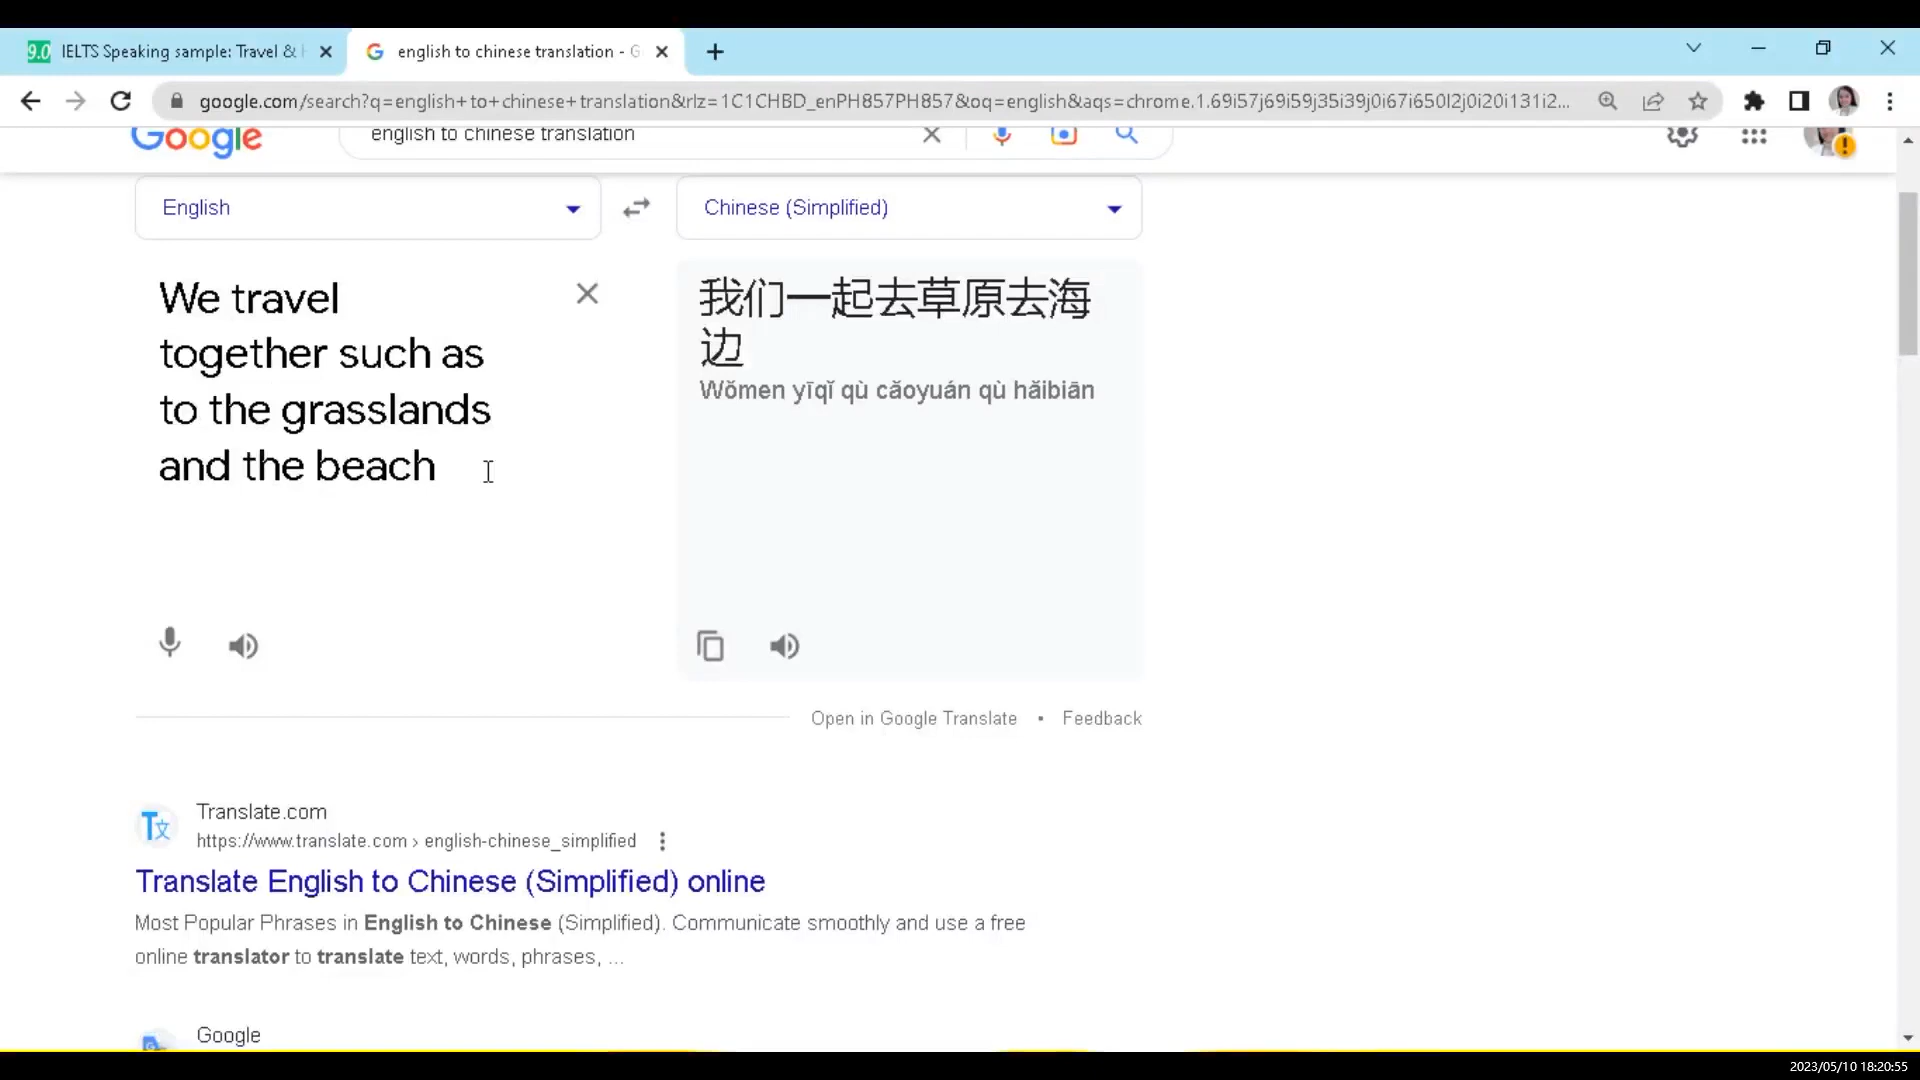 IELTS Speaking sample: Travel &
english to chinese translation - G
google.com/search?q=english+to+chinese+translation&rlz=1C1CHBD_enPH857PH857&oq=english&aqs=chrome.1.69i57j69i59j35i39j0i67i650l2j0i20i131i2...
Google
english to chinese translation
English
Chinese (Simplified)
We travel
together such as
to the grasslands
and the beach
我们一起去草原去海
边
Wǒmen yīqǐ qù cǎoyuán qù hǎibiān
Open in Google Translate • Feedback
Translate.com
https://www.translate.com › english-chinese_simplified
Translate English to Chinese (Simplified) online
Most Popular Phrases in English to Chinese (Simplified). Communicate smoothly and use a free
online translator to translate text, words, phrases, ...
Google
2023/05/10 18:20:55